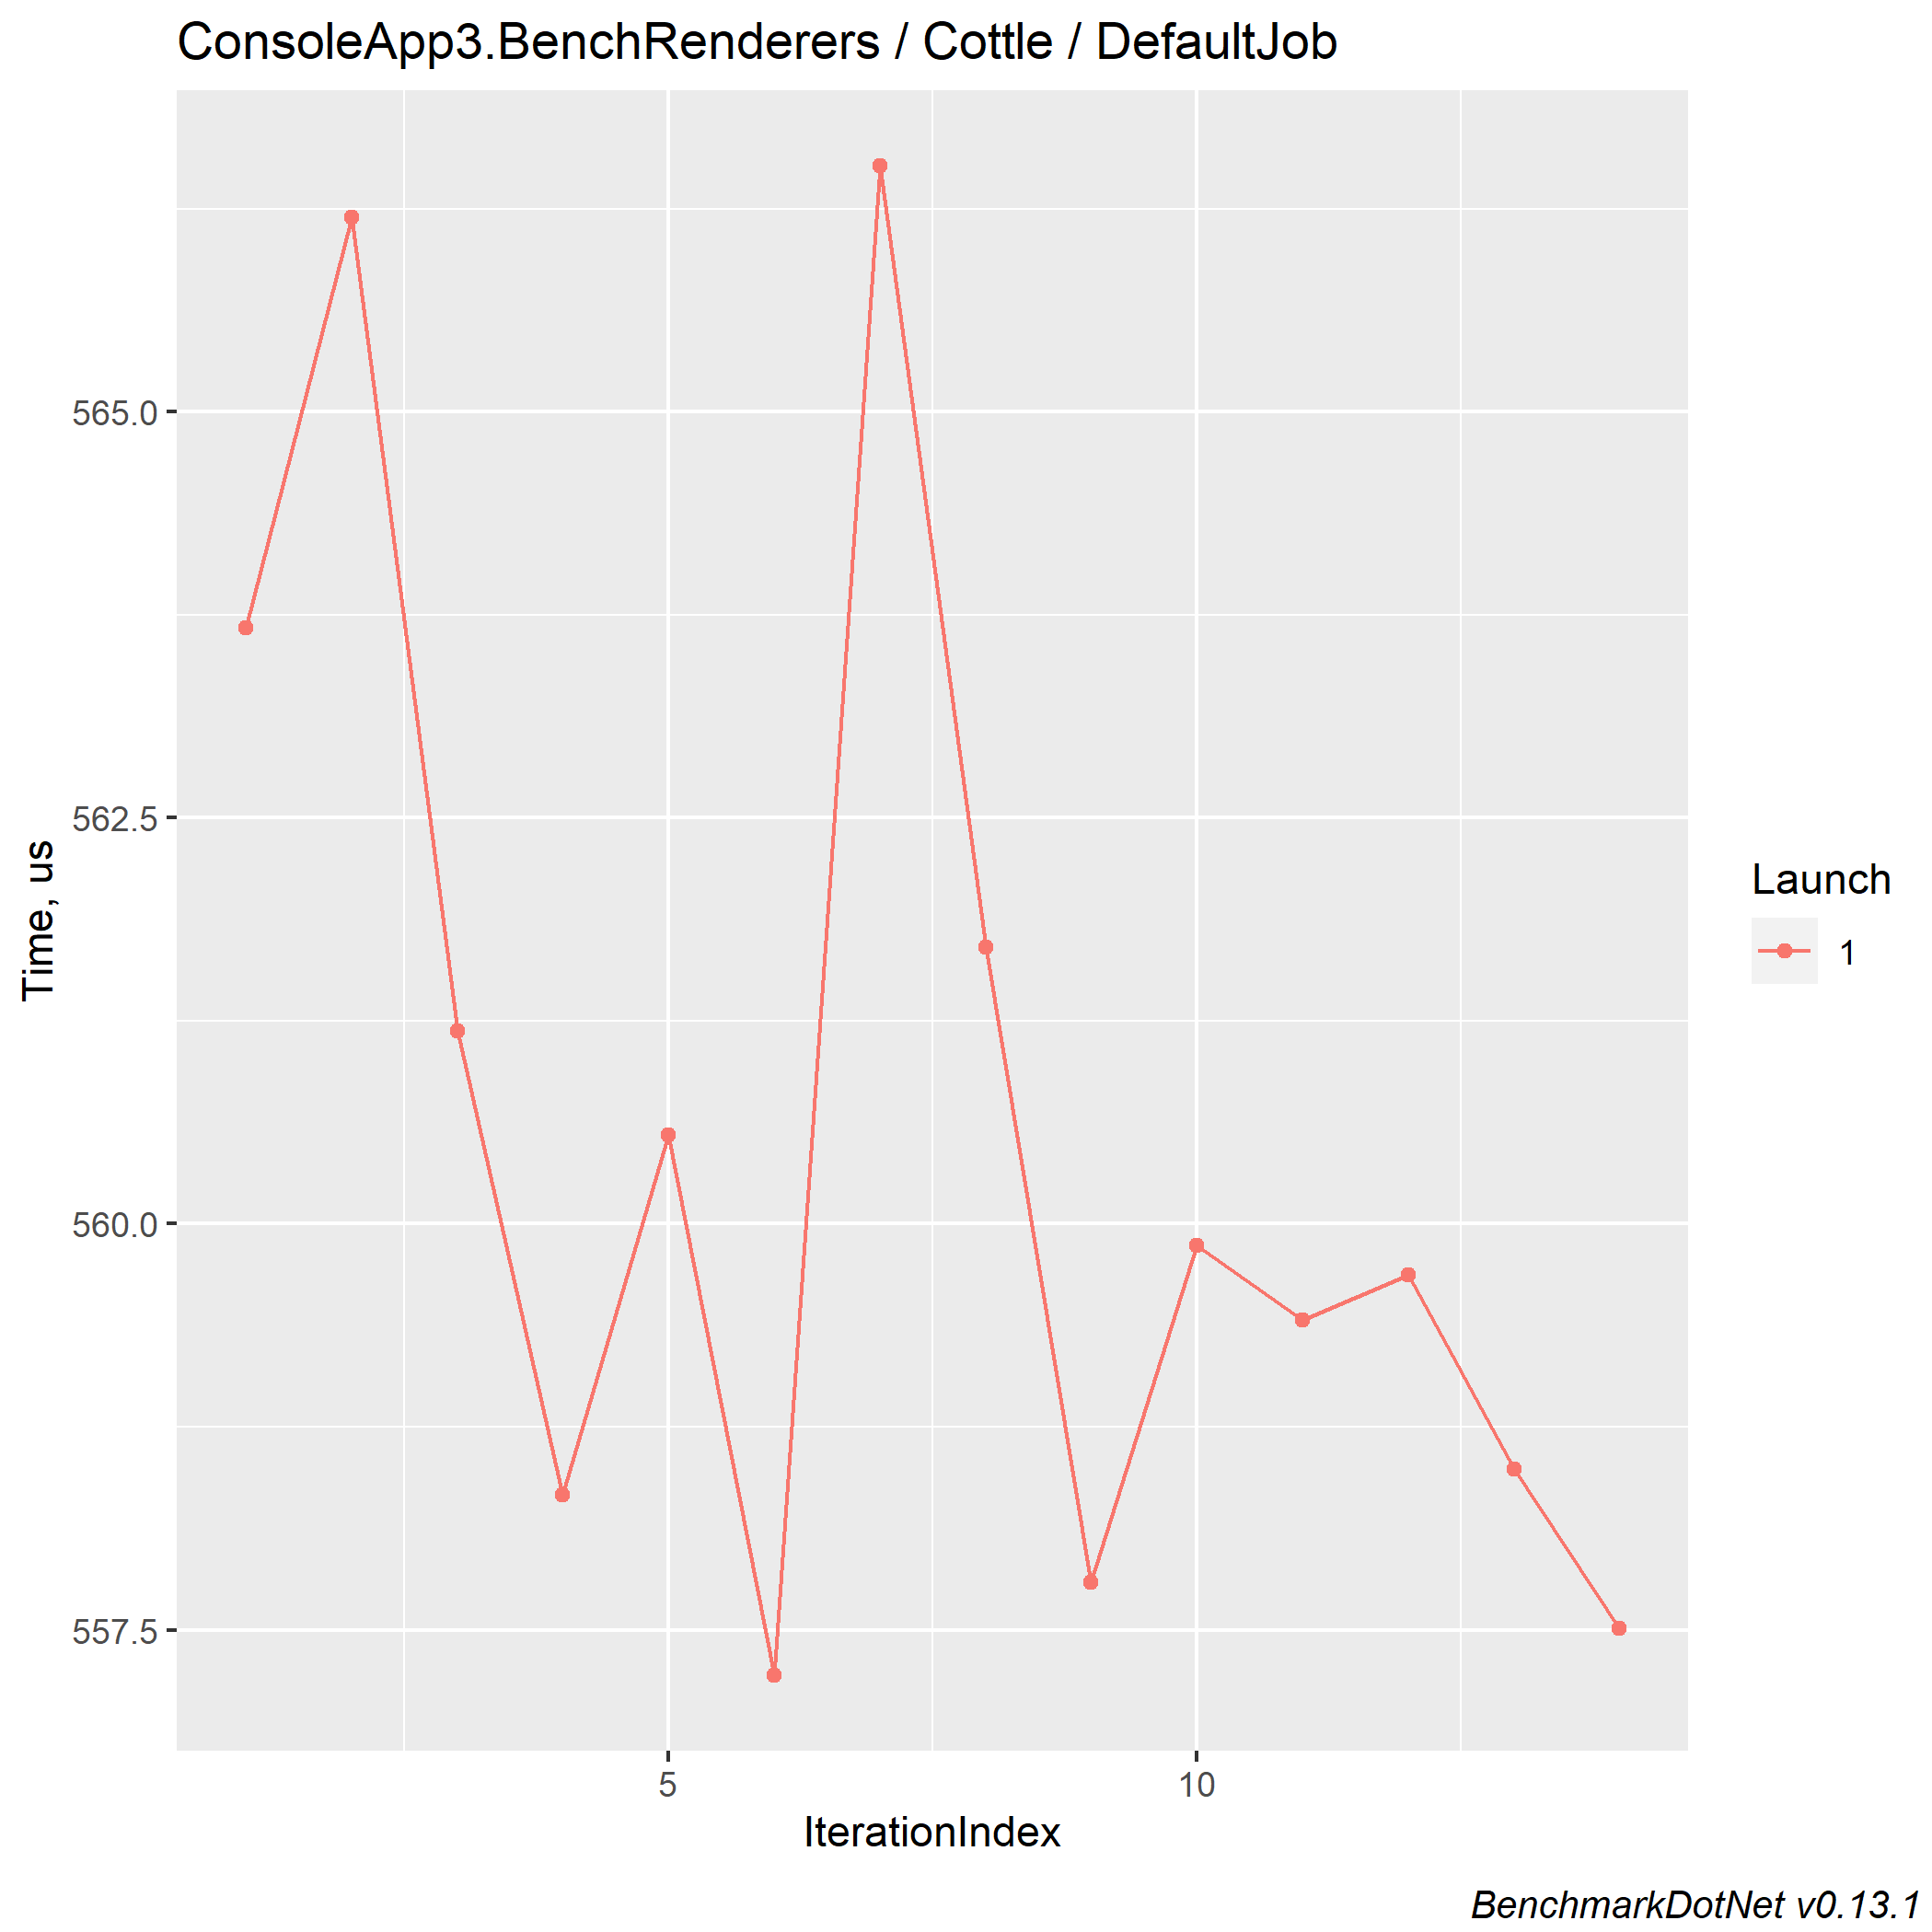 ConsoleApp3.BenchRenderers / Cottle / DefaultJob
Time, us
565.0
562.5
560.0
557.5
5
10
IterationIndex
Launch
1
BenchmarkDotNet v0.13.1